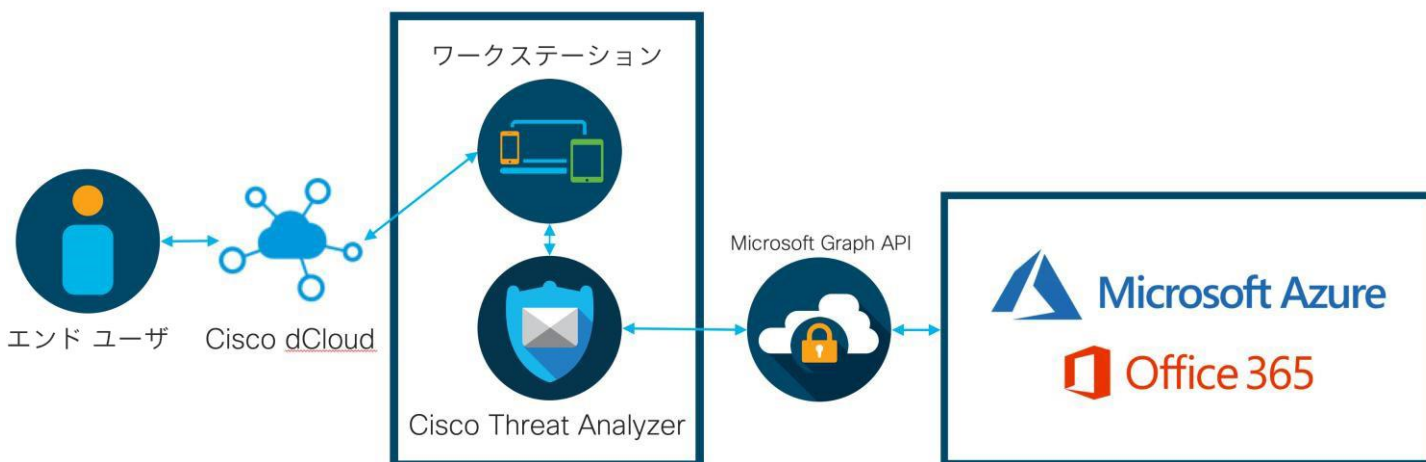 ワークステーション
エンド ユーザ
Cisco dCloud
Cisco Threat Analyzer
Microsoft Graph API
Microsoft Azure
Office 365